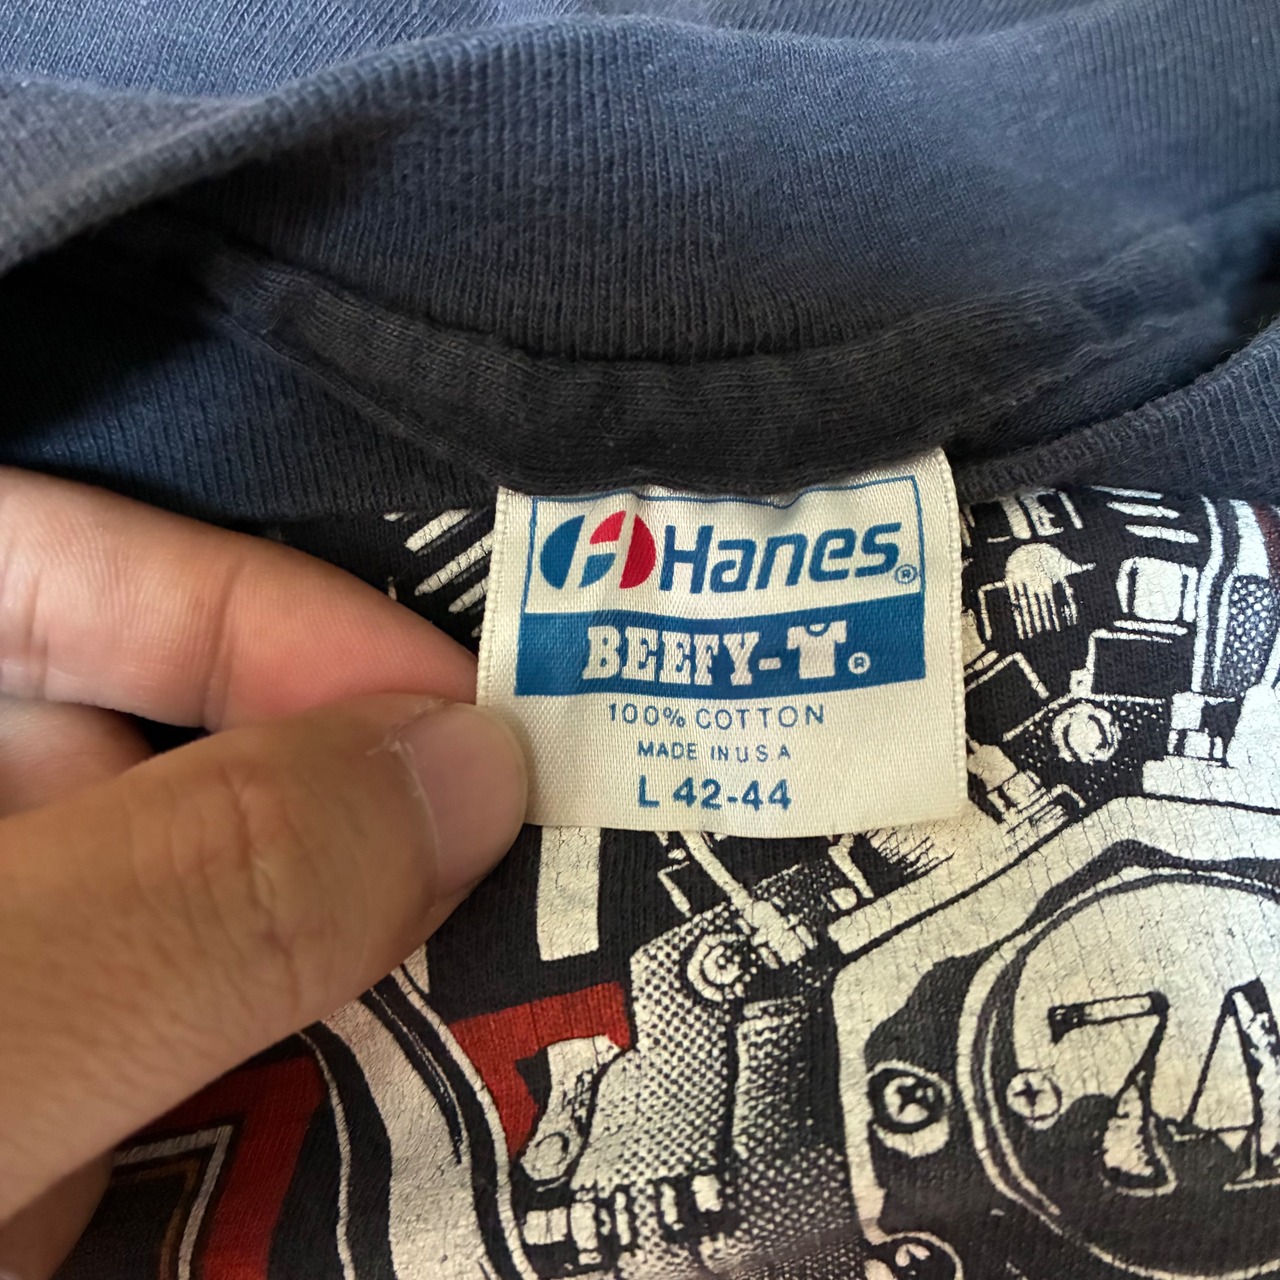 Hanes®
BEEFY-T®
100% COTTON
MADE IN U.S.A
L 42-44